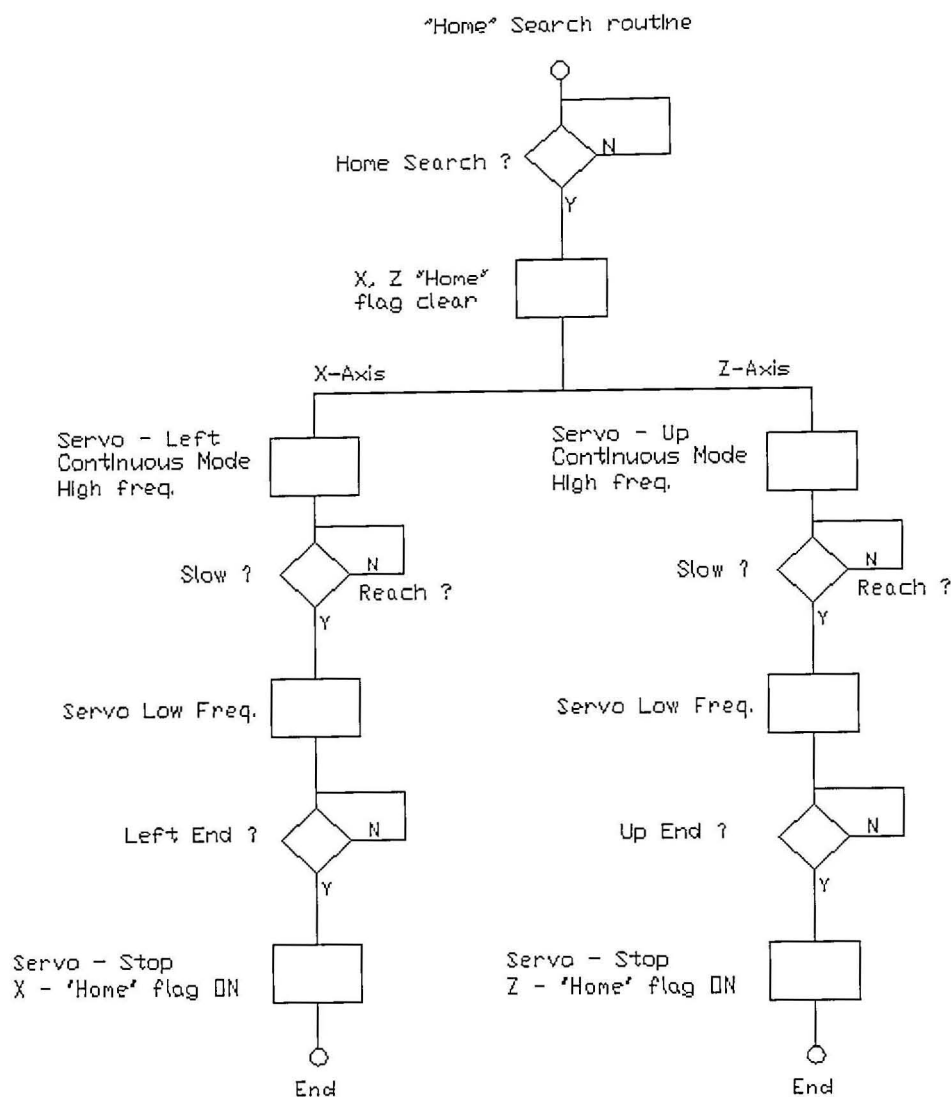 "Home" Search routine
N
Home Search ?
Y
X, Z "Home"
flag clear
X-Axis
Z-Axis
Servo - Left
Continuous Mode
High freq.
Servo - Up
Continuous Mode
High freq.
N
Slow ?
Reach ?
Y
N
Slow ?
Reach ?
Y
Servo Low Freq.
Servo Low Freq.
Left End ?
N
Y
Up End ?
N
Y
Servo - Stop
X - 'Home' flag ON
Servo - Stop
Z - 'Home' flag ON
End
End